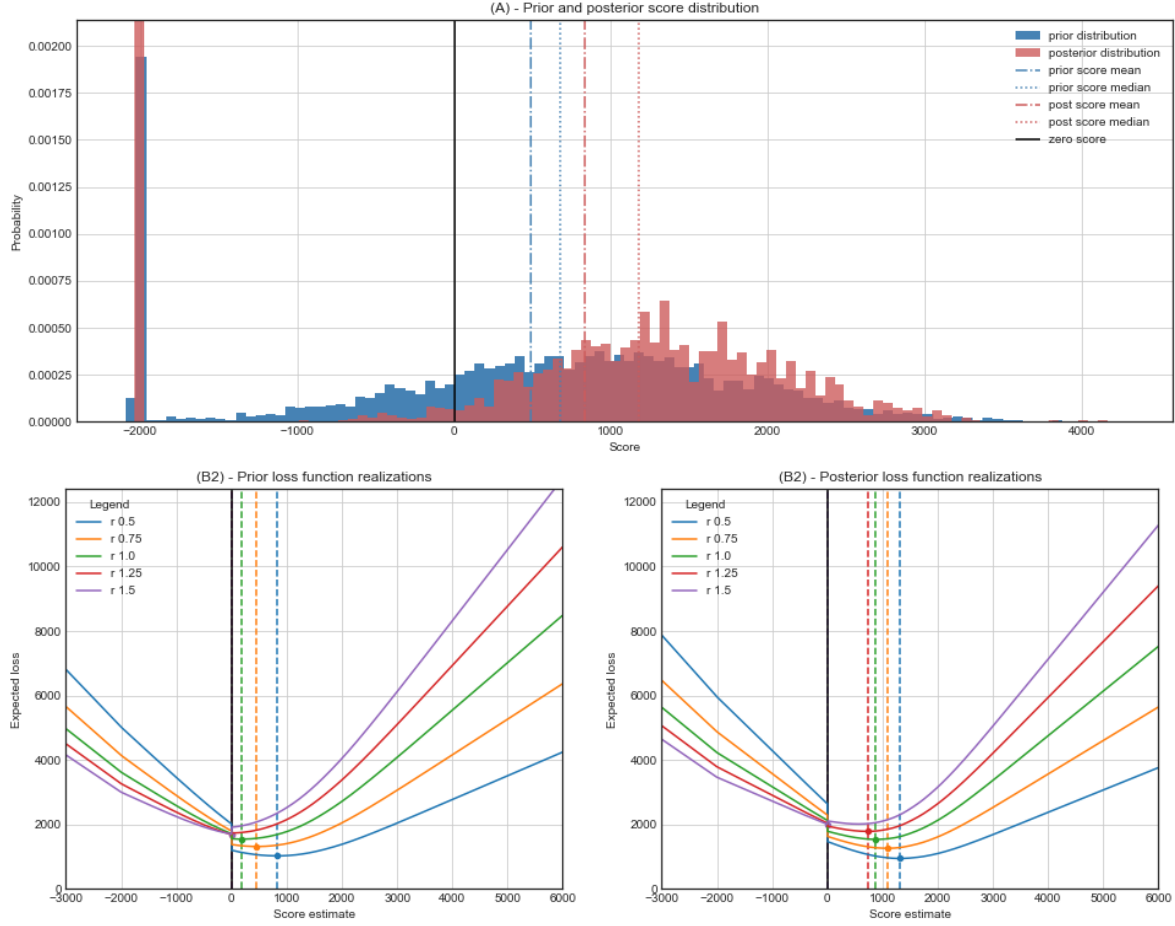 (A) - Prior and posterior score distribution
0.00200
0.00175
0.00150
0.00125
0.00100
0.00075
0.00050
0.00025
0.00000
Probability
prior distribution
posterior distribution
prior score mean
prior score median
post score mean
post score median
zero score
−2000 −1000 0 1000 2000 3000 4000
Score
(B2) - Prior loss function realizations
12000
10000
8000
6000
4000
2000
0
Expected loss
Legend
r 0.5
r 0.75
r 1.0
r 1.25
r 1.5
−3000 −2000 −1000 0 1000 2000 3000 4000 5000 6000
Score estimate
(B2) - Posterior loss function realizations
12000
10000
8000
6000
4000
2000
0
Expected loss
Legend
r 0.5
r 0.75
r 1.0
r 1.25
r 1.5
−3000 −2000 −1000 0 1000 2000 3000 4000 5000 6000
Score estimate